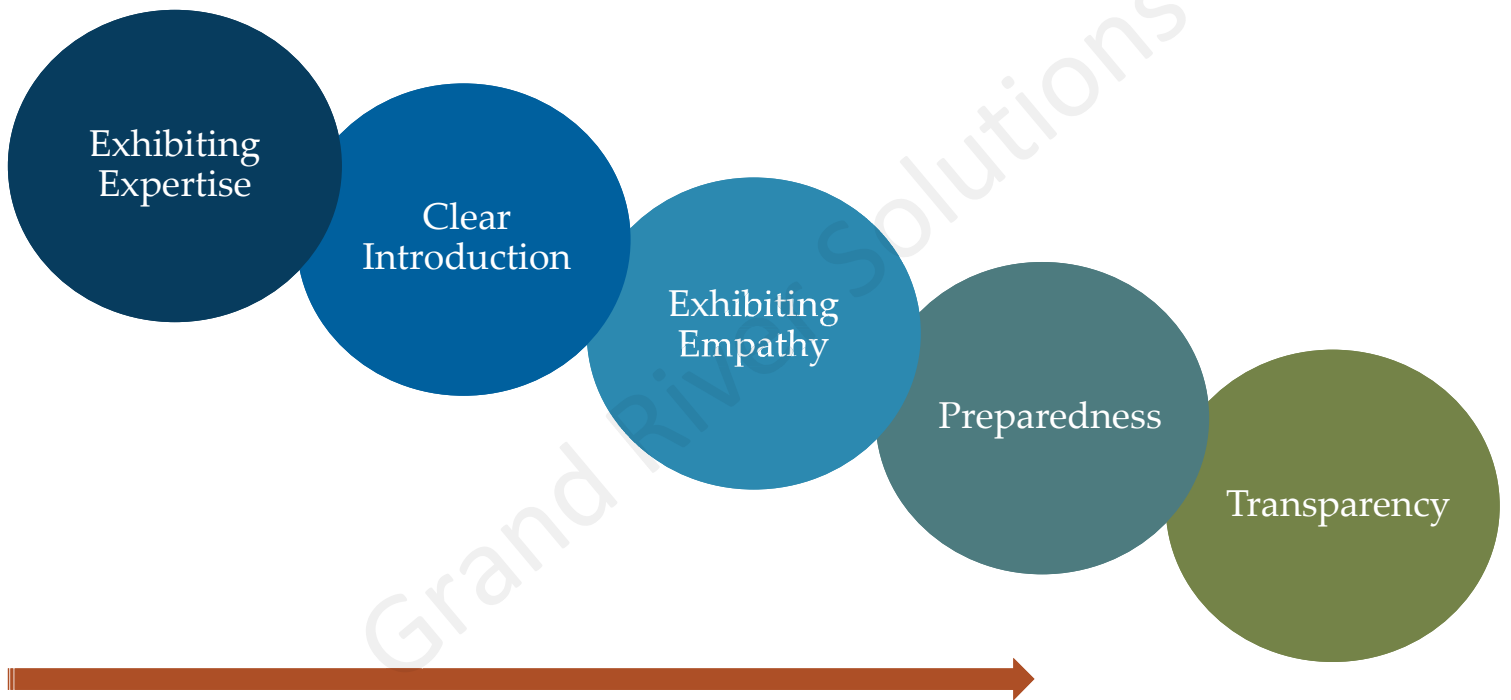 Exhibiting
Expertise
Clear
Introduction
Exhibiting
Empathy
Preparedness
Transparency
Grand River Solutions